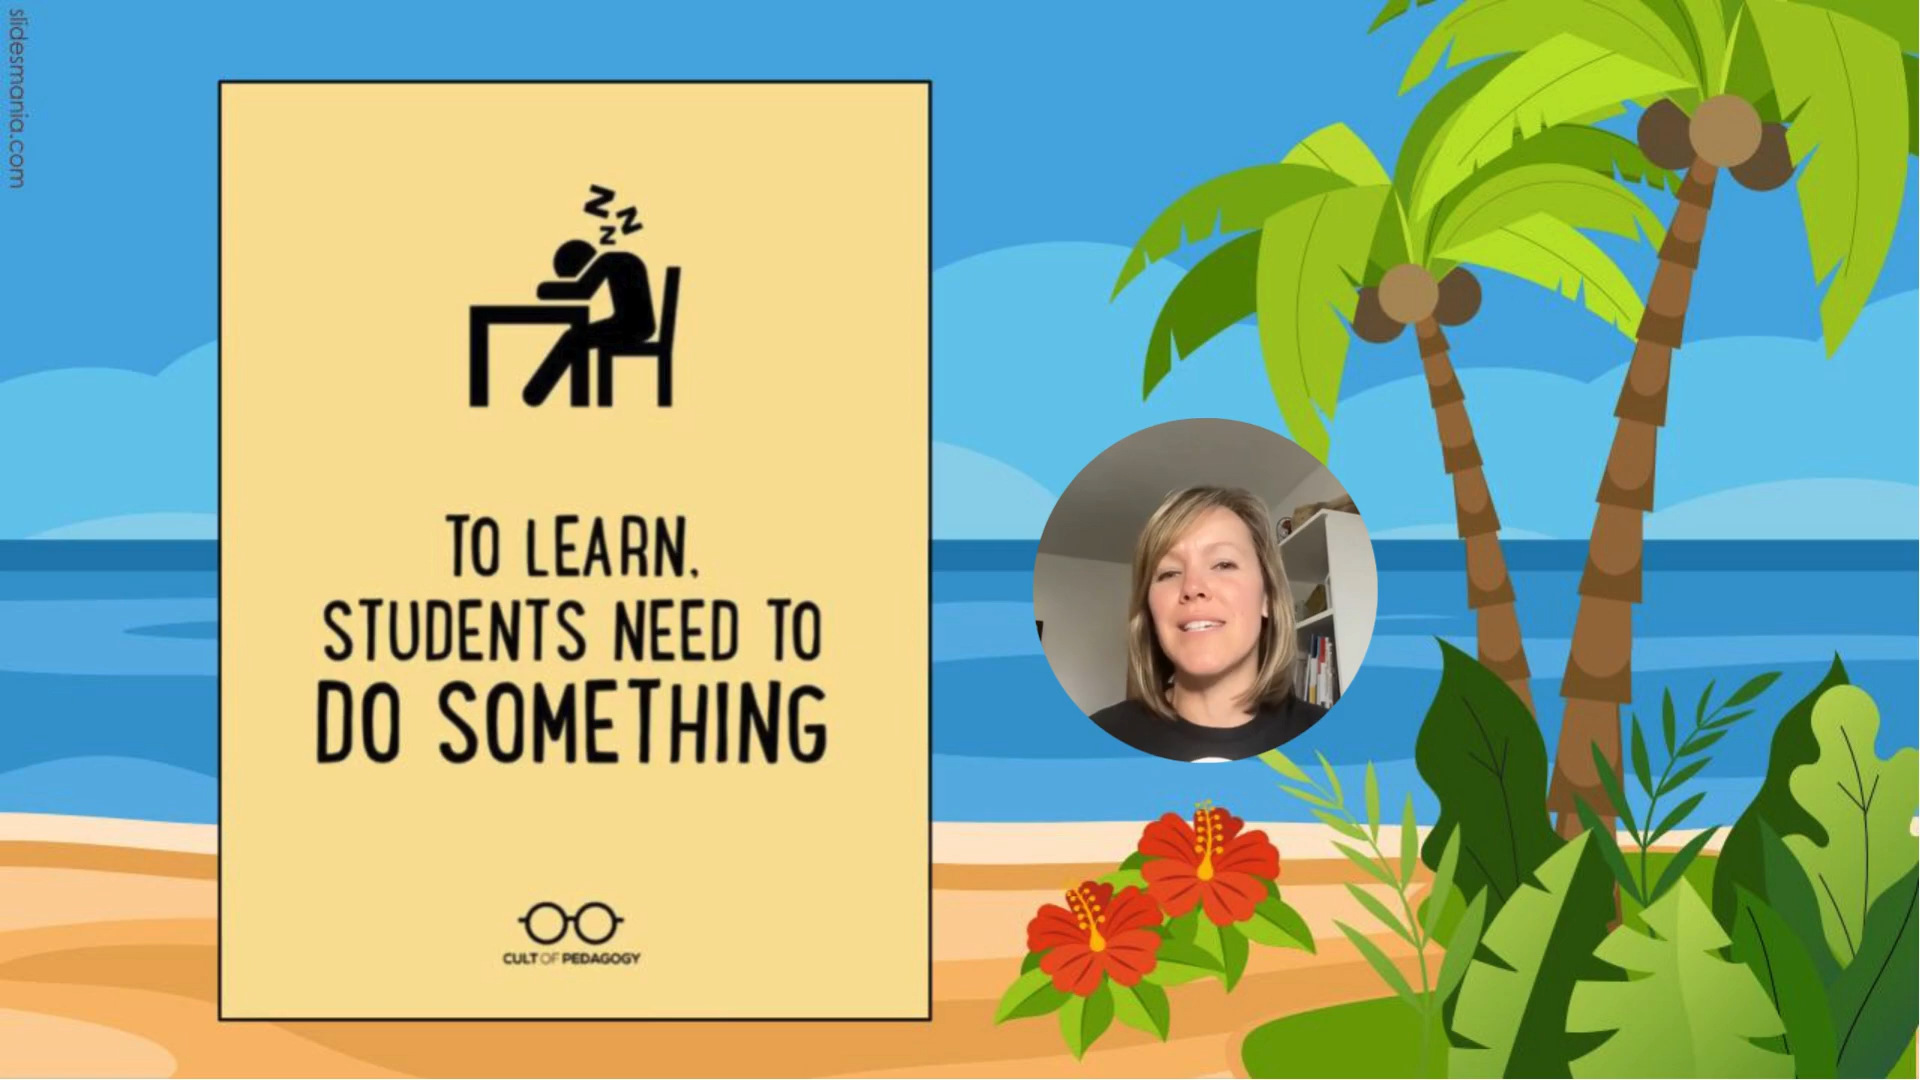 slidesmania.com
Z Z
Z
TO LEARN,
STUDENTS NEED TO
DO SOMETHING
CULT OF PEDAGOGY